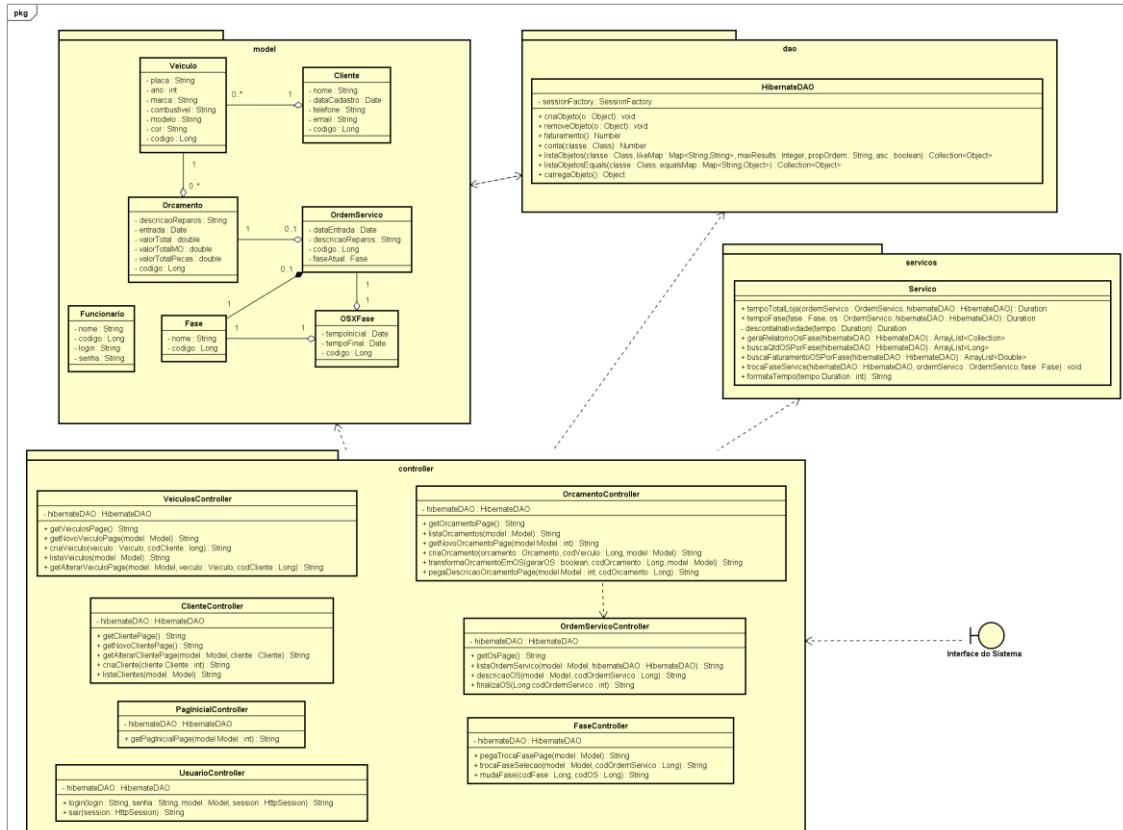 pkg
model
Veiculo
- placa : String
- ano : int
- marca : String
- combustivel : String
- modelo : String
- cor : String
- codigo : Long
0..*
1
Cliente
- nome : String
- dataCadastro : Date
- telefone : String
- email : String
- codigo : Long
1
0..*
Orcamento
- descricaoReparos : String
- entrada : Date
- valorTotal : double
- valorTotalMO : double
- valorTotalPecas : double
- codigo : Long
1
0..1
OrdemServico
- dataEntrada : Date
- descricaoReparos : String
- codigo : Long
- faseAtual : Fase
0..1
1
1
1
Funcionario
- nome : String
- codigo : Long
- login : String
- senha : String
Fase
- nome : String
- codigo : Long
1
1
OSXFase
- tempoInicial : Date
- tempoFinal : Date
- codigo : Long
dao
HibernateDAO
- sessionFactory : SessionFactory
+ criaObjeto(o : Object) : void
+ removeObjeto(o : Object) : void
+ faturamento() : Number
+ conta(classe : Class) : Number
+ listaObjetos(classe : Class, likeMap : Map<String,String>, maxResults : Integer, propOrdem : String, asc : boolean) : Collection<Object>
+ listaObjetosEquals(classe : Class, equalsMap : Map<String,Object>) : Collection<Object>
+ carregaObjeto() : Object
servicos
Servico
+ tempoTotalLoja(ordemServico : OrdemServico, hibernateDAO : HibernateDAO) : Duration
+ tempoFase(fase : Fase, os : OrdemServico, hibernateDAO : HibernateDAO) : Duration
- descontaInatividade(tempo : Duration) : Duration
+ geraRelatorioOsFase(hibernateDAO : HibernateDAO) : ArrayList<Collection>
+ buscaQtdOSPorFase(hibernateDAO : HibernateDAO) : ArrayList<Long>
+ buscaFaturamentoOSPorFase(hibernateDAO : HibernateDAO) : ArrayList<Double>
+ trocaFaseService(hibernateDAO : HibernateDAO, ordemServico : OrdemServico, fase : Fase) : void
+ formataTempo(tempo Duration : int) : String
controller
VeiculosController
- hibernateDAO : HibernateDAO
+ getVeiculosPage() : String
+ getNovoVeiculoPage(model : Model) : String
+ criaVeiculo(veiculo : Veiculo, codCliente : long) : String
+ listaVeiculos(model : Model) : String
+ getAlterarVeiculoPage(model : Model, veiculo : Veiculo, codCliente : Long) : String
OrcamentoController
- hibernateDAO : HibernateDAO
+ getOrcamentoPage() : String
+ listaOrcamentos(model : Model) : String
+ getNovoOrcamentoPage(model Model : int) : String
+ criaOrcamento(orcamento : Orcamento, codVeiculo : Long, model : Model) : String
+ transformaOrcamentoEmOS(gerarOS : boolean, codOrcamento : Long, model : Model) : String
+ pegaDescricaoOrcamentoPage(model Model : int, codOrcamento : Long) : String
ClienteController
- hibernateDAO : HibernateDAO
+ getClientePage() : String
+ getNovoClientePage() : String
+ getAlterarClientePage(model : Model, cliente : Cliente) : String
+ criaCliente(cliente Cliente : int) : String
+ listaClientes(model : Model) : String
OrdemServicoController
- hibernateDAO : HibernateDAO
+ getOsPage() : String
+ listaOrdemServico(model : Model, hibernateDAO : HibernateDAO) : String
+ descricaoOS(model : Model, codOrdemServico : Long) : String
+ finalizaOS(Long codOrdemServico : int) : String
Interface do Sistema
PagInicialController
- hibernateDAO : HibernateDAO
+ getPagInicialPage(model Model : int) : String
FaseController
- hibernateDAO : HibernateDAO
+ pegaTrocaFasePage(model : Model) : String
+ trocaFaseSelecao(model : Model, codOrdemServico : Long) : String
+ mudaFase(codFase : Long, codOS : Long) : String
UsuarioController
- hibernateDAO : HibernateDAO
+ login(login : String, senha : String, model : Model, session : HttpSession) : String
+ sair(session : HttpSession) : String